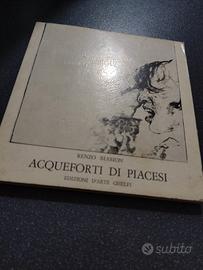 RENZO BIASION
ACQUEFORTI DI PIACESI
EDIZIONI D'ARTE GHELFI
subito